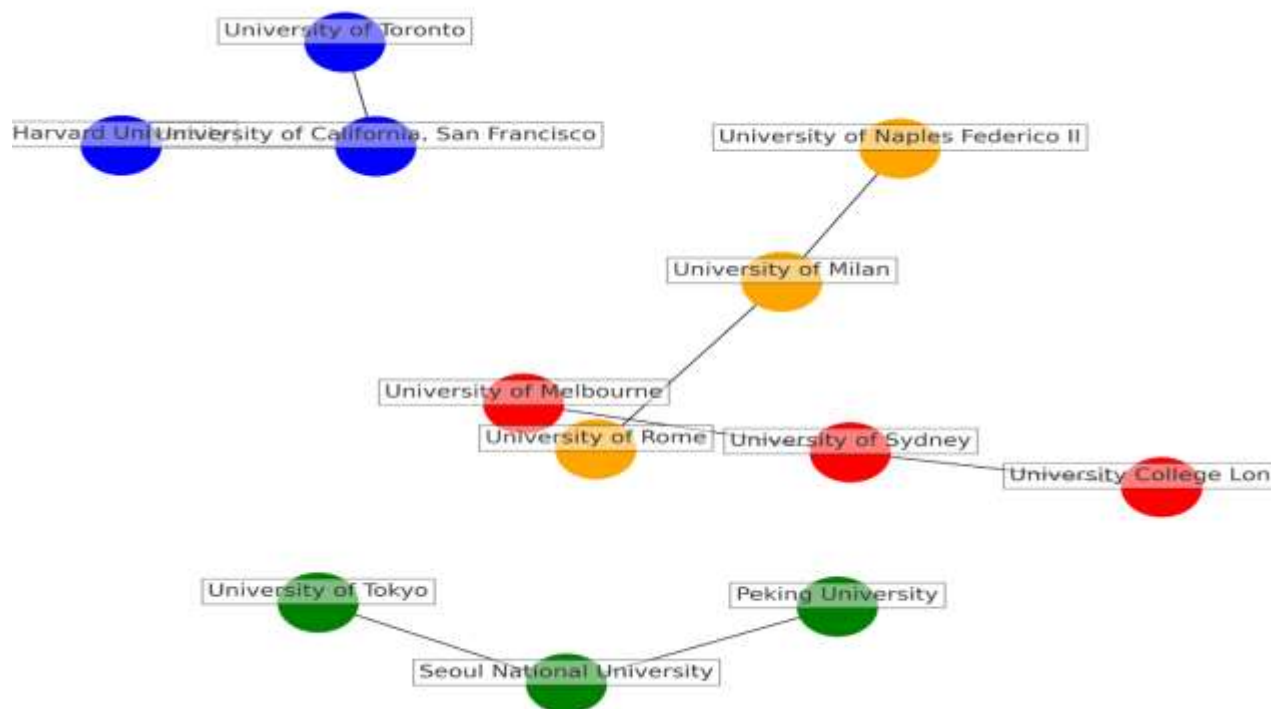 University of Toronto
Harvard University
University of California, San Francisco
University of Naples Federico II
University of Milan
University of Melbourne
University of Rome
University of Sydney
University College Lon
University of Tokyo
Peking University
Seoul National University